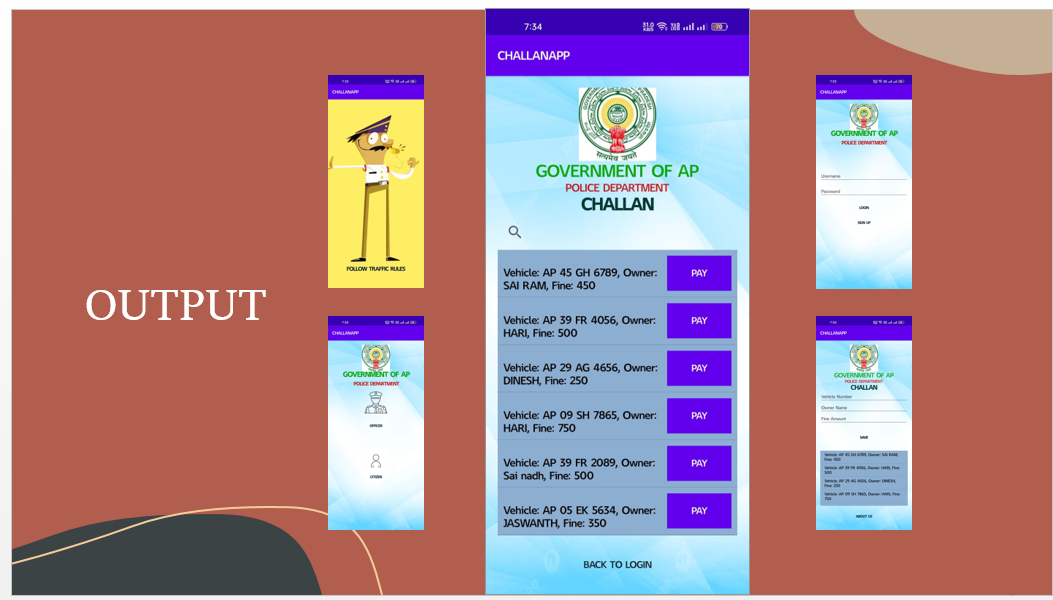 OUTPUT
CHALLANAPP
FOLLOW TRAFFIC RULES
CHALLANAPP
GOVERNMENT OF AP
POLICE DEPARTMENT
OFFICER
CITIZEN
7:34
31.0
KB/S
70
CHALLANAPP
सत्यमेव जयते
GOVERNMENT OF AP
POLICE DEPARTMENT
CHALLAN
Vehicle: AP 45 GH 6789, Owner:
SAI RAM, Fine: 450
PAY
Vehicle: AP 39 FR 4056, Owner:
HARI, Fine: 500
PAY
Vehicle: AP 29 AG 4656, Owner:
DINESH, Fine: 250
PAY
Vehicle: AP 09 SH 7865, Owner:
HARI, Fine: 750
PAY
Vehicle: AP 39 FR 2089, Owner:
Sai nadh, Fine: 500
PAY
Vehicle: AP 05 EK 5634, Owner:
JASWANTH, Fine: 350
PAY
BACK TO LOGIN
CHALLANAPP
GOVERNMENT OF AP
POLICE DEPARTMENT
Username
Password
LOGIN
SIGN UP
CHALLANAPP
GOVERNMENT OF AP
POLICE DEPARTMENT
CHALLAN
Vehicle Number
Owner Name
Fine Amount
SAVE
Vehicle: AP 45 GH 6789, Owner: SAI RAM,
Fine: 450
Vehicle: AP 39 FR 4056, Owner: HARI, Fine:
500
Vehicle: AP 29 AG 4656, Owner: DINESH,
Fine: 250
Vehicle: AP 09 SH 7865, Owner: HARI, Fine:
750
ABOUT US